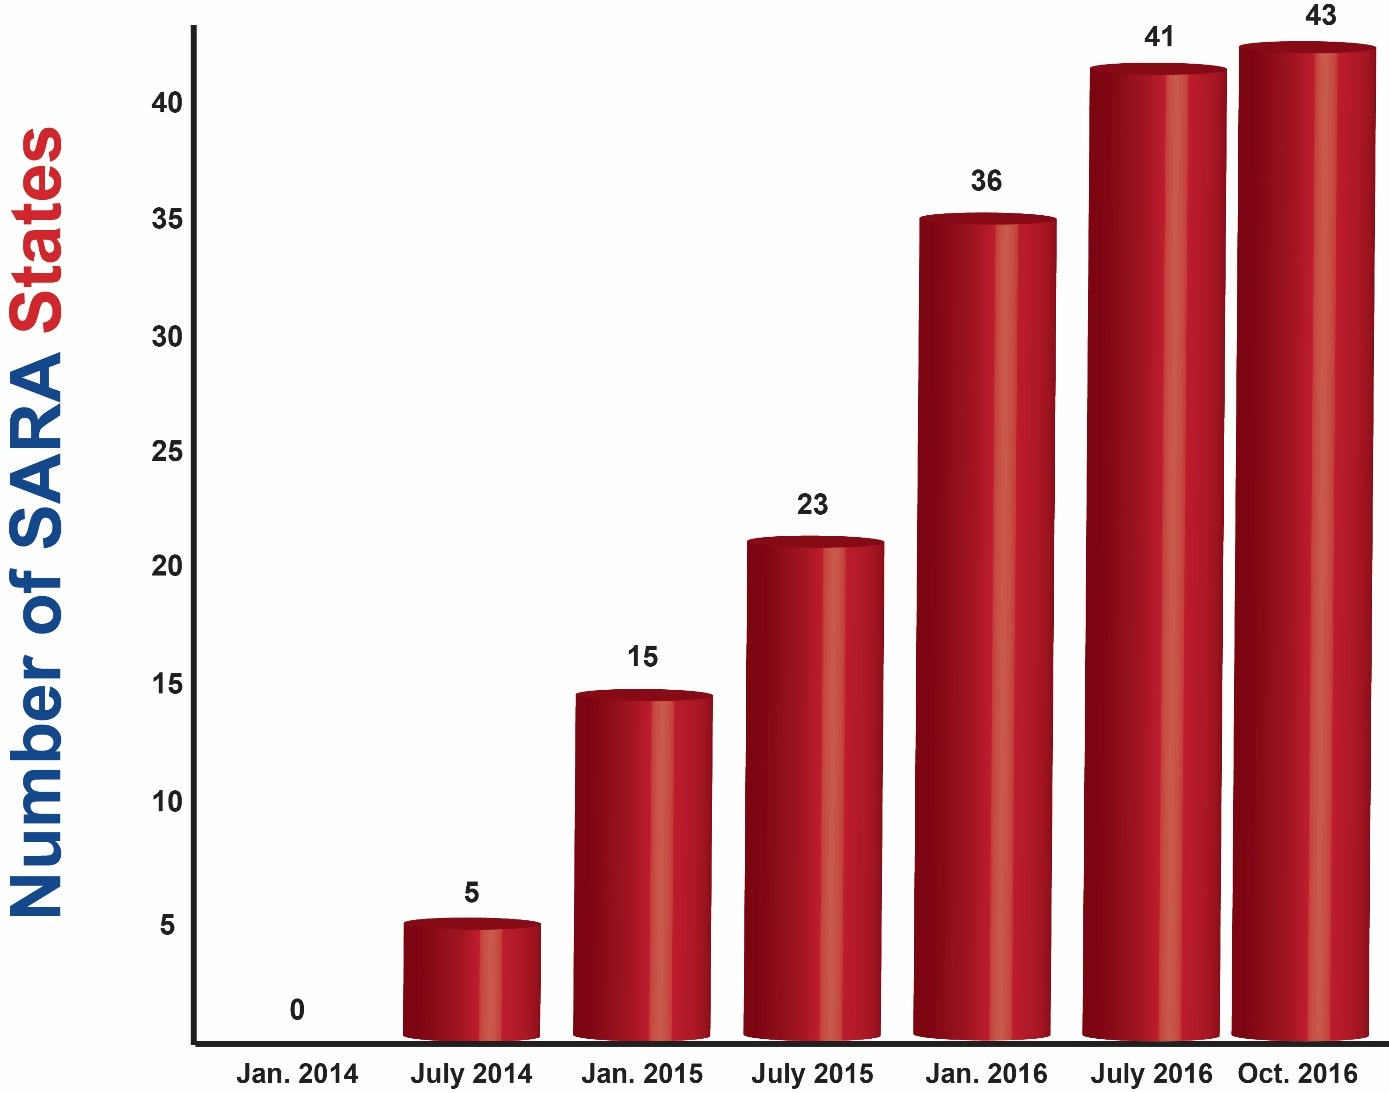 Number of SARA States
40
35
30
25
20
15
10
5
0
5
15
23
36
41
43
Jan. 2014
July 2014
Jan. 2015
July 2015
Jan. 2016
July 2016
Oct. 2016